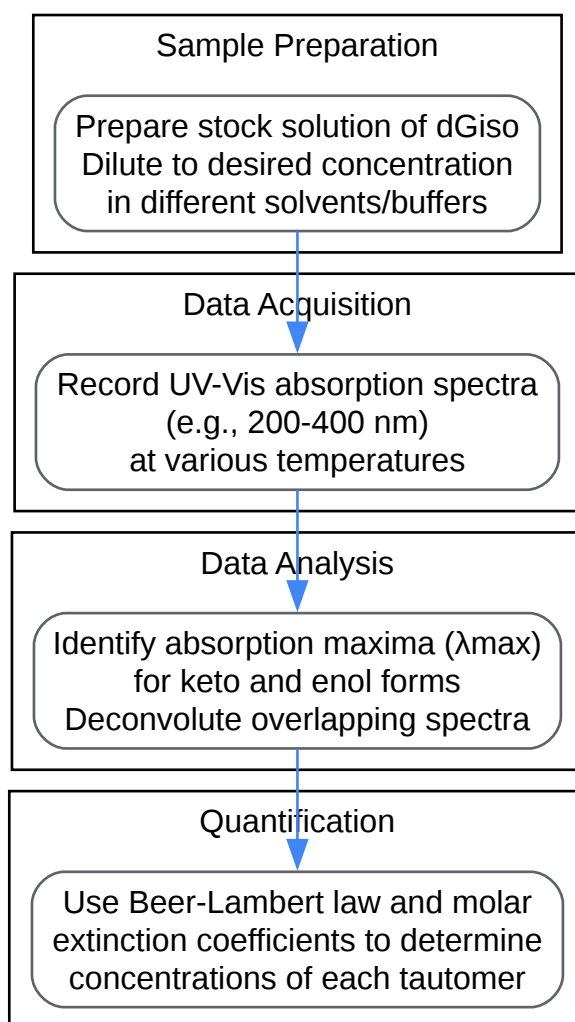 Sample Preparation
Prepare stock solution of dGiso
Dilute to desired concentration
in different solvents/buffers
Data Acquisition
Record UV-Vis absorption spectra
(e.g., 200-400 nm)
at various temperatures
Data Analysis
Identify absorption maxima (λmax)
for keto and enol forms
Deconvolute overlapping spectra
Quantification
Use Beer-Lambert law and molar
extinction coefficients to determine
concentrations of each tautomer